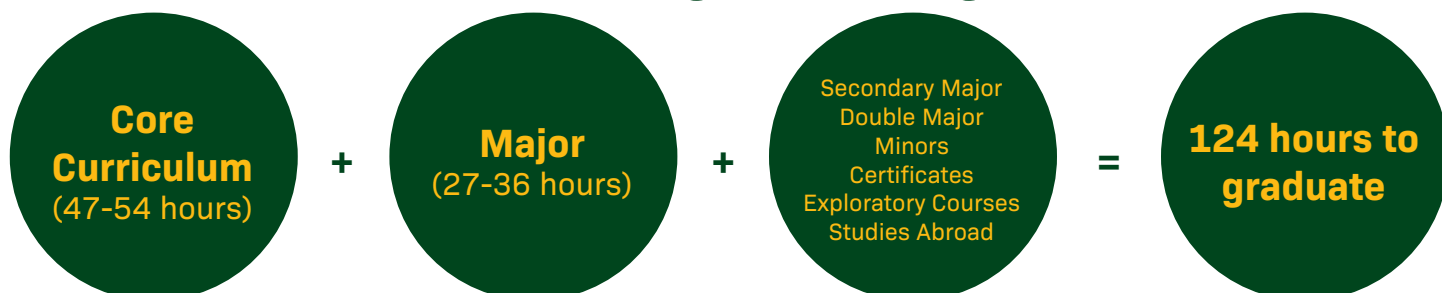 Core
Curriculum
(47-54 hours)
+
Major
(27-36 hours)
+
Secondary Major
Double Major
Minors
Certificates
Exploratory Courses
Studies Abroad
=
124 hours to
graduate